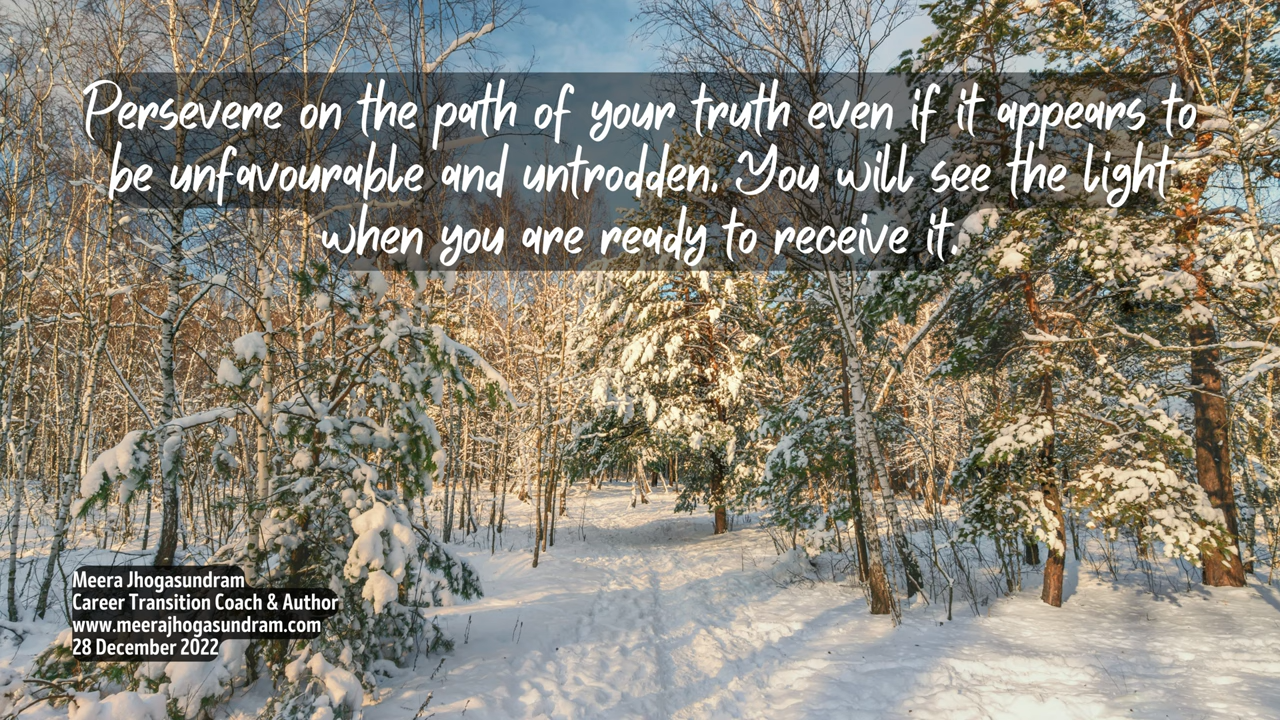 Persevere on the path of your truth even if it appears to
be unfavourable and untrodden. You will see the light
when you are ready to receive it.
Meera Jhogasundram
Career Transition Coach & Author
www.meerajhogasundram.com
28 December 2022